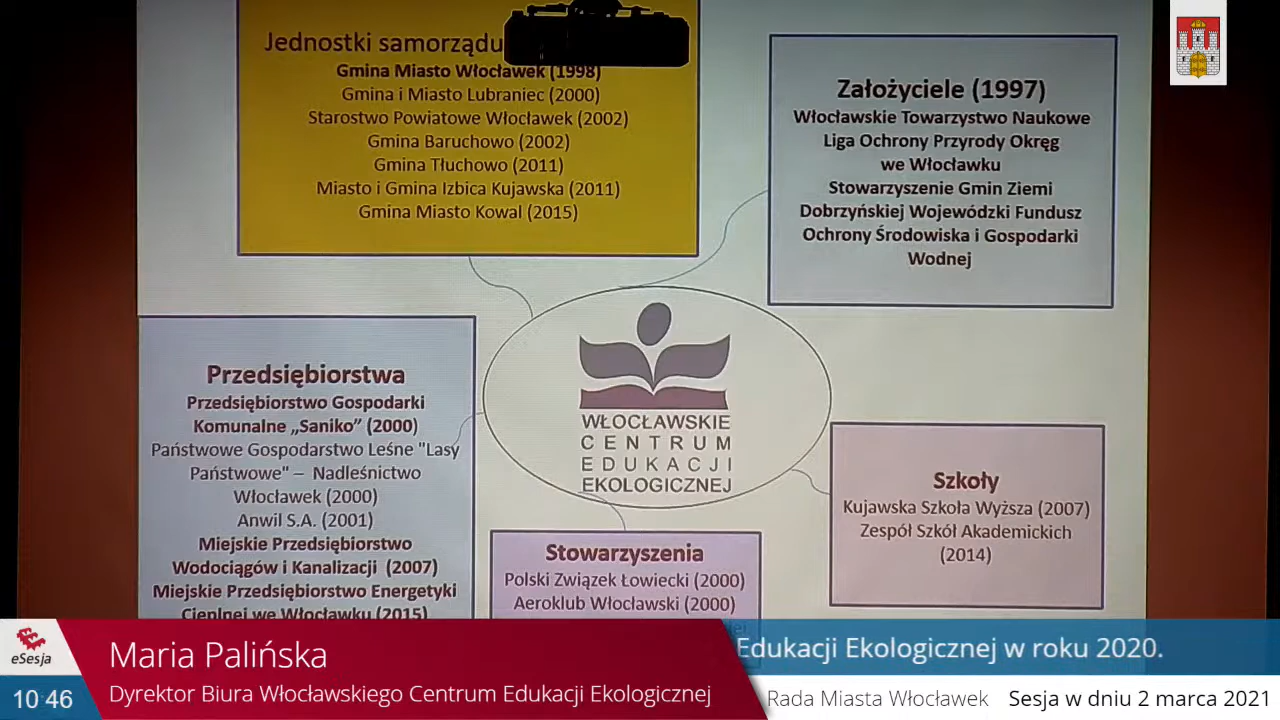 Jednostki samorządu
Gmina Miasto Włocławek (1998)
Gmina i Miasto Lubraniec (2000)
Starostwo Powiatowe Włocławek (2002)
Gmina Baruchowo (2002)
Gmina Tłuchowo (2011)
Miasto i Gmina Izbica Kujawska (2011)
Gmina Miasto Kowal (2015)
Założyciele (1997)
Włocławskie Towarzystwo Naukowe
Liga Ochrony Przyrody Okręg
we Włocławku
Stowarzyszenie Gmin Ziemi
Dobrzyńskiej Wojewódzki Fundusz
Ochrony Środowiska i Gospodarki
Wodnej
Przedsiębiorstwa
Przedsiębiorstwo Gospodarki
Komunalne „Saniko” (2000)
Państwowe Gospodarstwo Leśne "Lasy
Państwowe" – Nadleśnictwo
Włocławek (2000)
Anwil S.A. (2001)
Miejskie Przedsiębiorstwo
Wodociągów i Kanalizacji (2007)
Miejskie Przedsiębiorstwo Energetyki
Cieplnej we Włocławku (2015)
WŁOCŁAWSKIE
CENTRUM
EDUKACJI
EKOLOGICZNEJ
Szkoły
Kujawska Szkoła Wyższa (2007)
Zespół Szkół Akademickich
(2014)
Stowarzyszenia
Polski Związek Łowiecki (2000)
Aeroklub Włocławski (2000)
eSesja
10:46
Maria Palińska
Dyrektor Biura Włocławskiego Centrum Edukacji Ekologicznej
Edukacji Ekologicznej w roku 2020.
Rada Miasta Włocławek Sesja w dniu 2 marca 2021